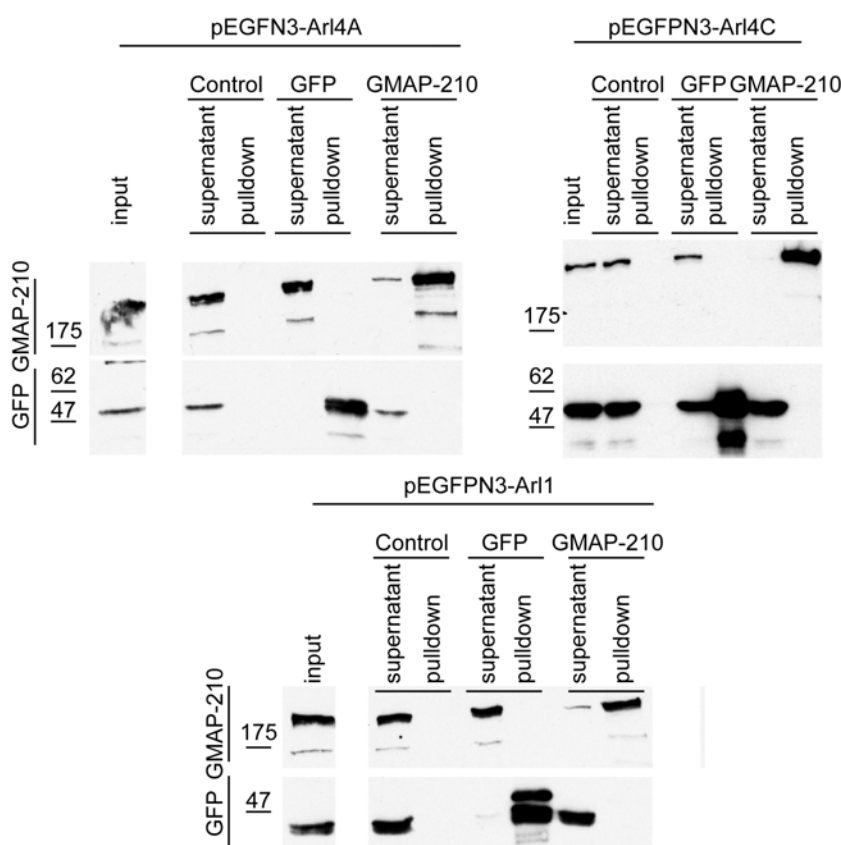 pEGFN3-Arl4A
Control GFP GMAP-210
input
supernatant
pulldown
supernatant
pulldown
supernatant
pulldown
GMAP-210
175
GFP
62
47
pEGFPN3-Arl4C
Control GFP GMAP-210
input
supernatant
pulldown
supernatant
pulldown
supernatant
pulldown
175
62
47
pEGFPN3-Arl1
Control GFP GMAP-210
input
supernatant
pulldown
supernatant
pulldown
supernatant
pulldown
GMAP-210
175
GFP
47